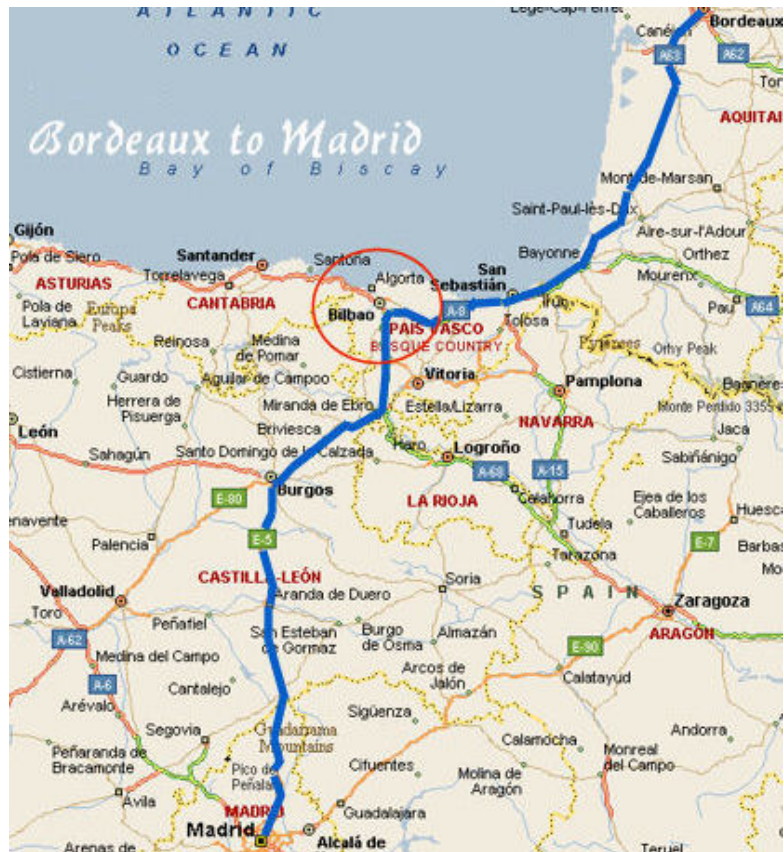 ATLANTIC
Bordeaux
OCEAN
A63
A62
AQUITAI
Bordeaux to Madrid
Bay of Biscay
Mont-de-Marsan
Saint-Paul-lès-Dax
Aire-sur-l'Adour
Gijón
Pola de Siero
Santander
Santona
Bayonne
Orthez
ASTURIAS
Torrelavega
Algorta
San
Sebastián
Mourenx
Pola de
Laviana
Europa
Peaks
CANTABRIA
Bilbao
A-8
Irun
Pau
A64
Reinosa
Medina
de Pomar
PAÍS VASCO
BASQUE COUNTRY
Tolosa
Pyrenees
Orhy Peak
Cistierna
Guardo
Aguilar de Campoo
Vitoria
Pamplona
Herrera de
Pisuerga
Miranda de Ebro
Estella/Lizarra
NAVARRA
Monte Perdido 3355
León
Briviesca
Jaca
Sahagún
Santo Domingo de la Calzada
Haro
Logroño
Sabiñánigo
Burgos
A-68
A-15
E-80
LA RIOJA
Calahorra
Ejea de los
Caballeros
Huesca
Palencia
E-5
Tudela
E-7
Tarazona
CASTILLA-LEÓN
Soria
SPAIN
Valladolid
Aranda de Duero
Zaragoza
Toro
Peñafiel
San Esteban
de Gormaz
Burgo
de Osma
Almazán
ARAGÓN
A-62
E-90
Medina del Campo
A-6
Cantalejo
Arcos de
Jalón
Calatayud
Arévalo
Sigüenza
Segovia
Guadarrama
Mountains
Calamocha
Andorra
Peñaranda de
Bracamonte
Pico de
Cifuentes
Molina de
Aragón
Monreal
del Campo
Ávila
MADRID
Guadalajara
Madrid
Alcalá de
Arenas de
Teruel